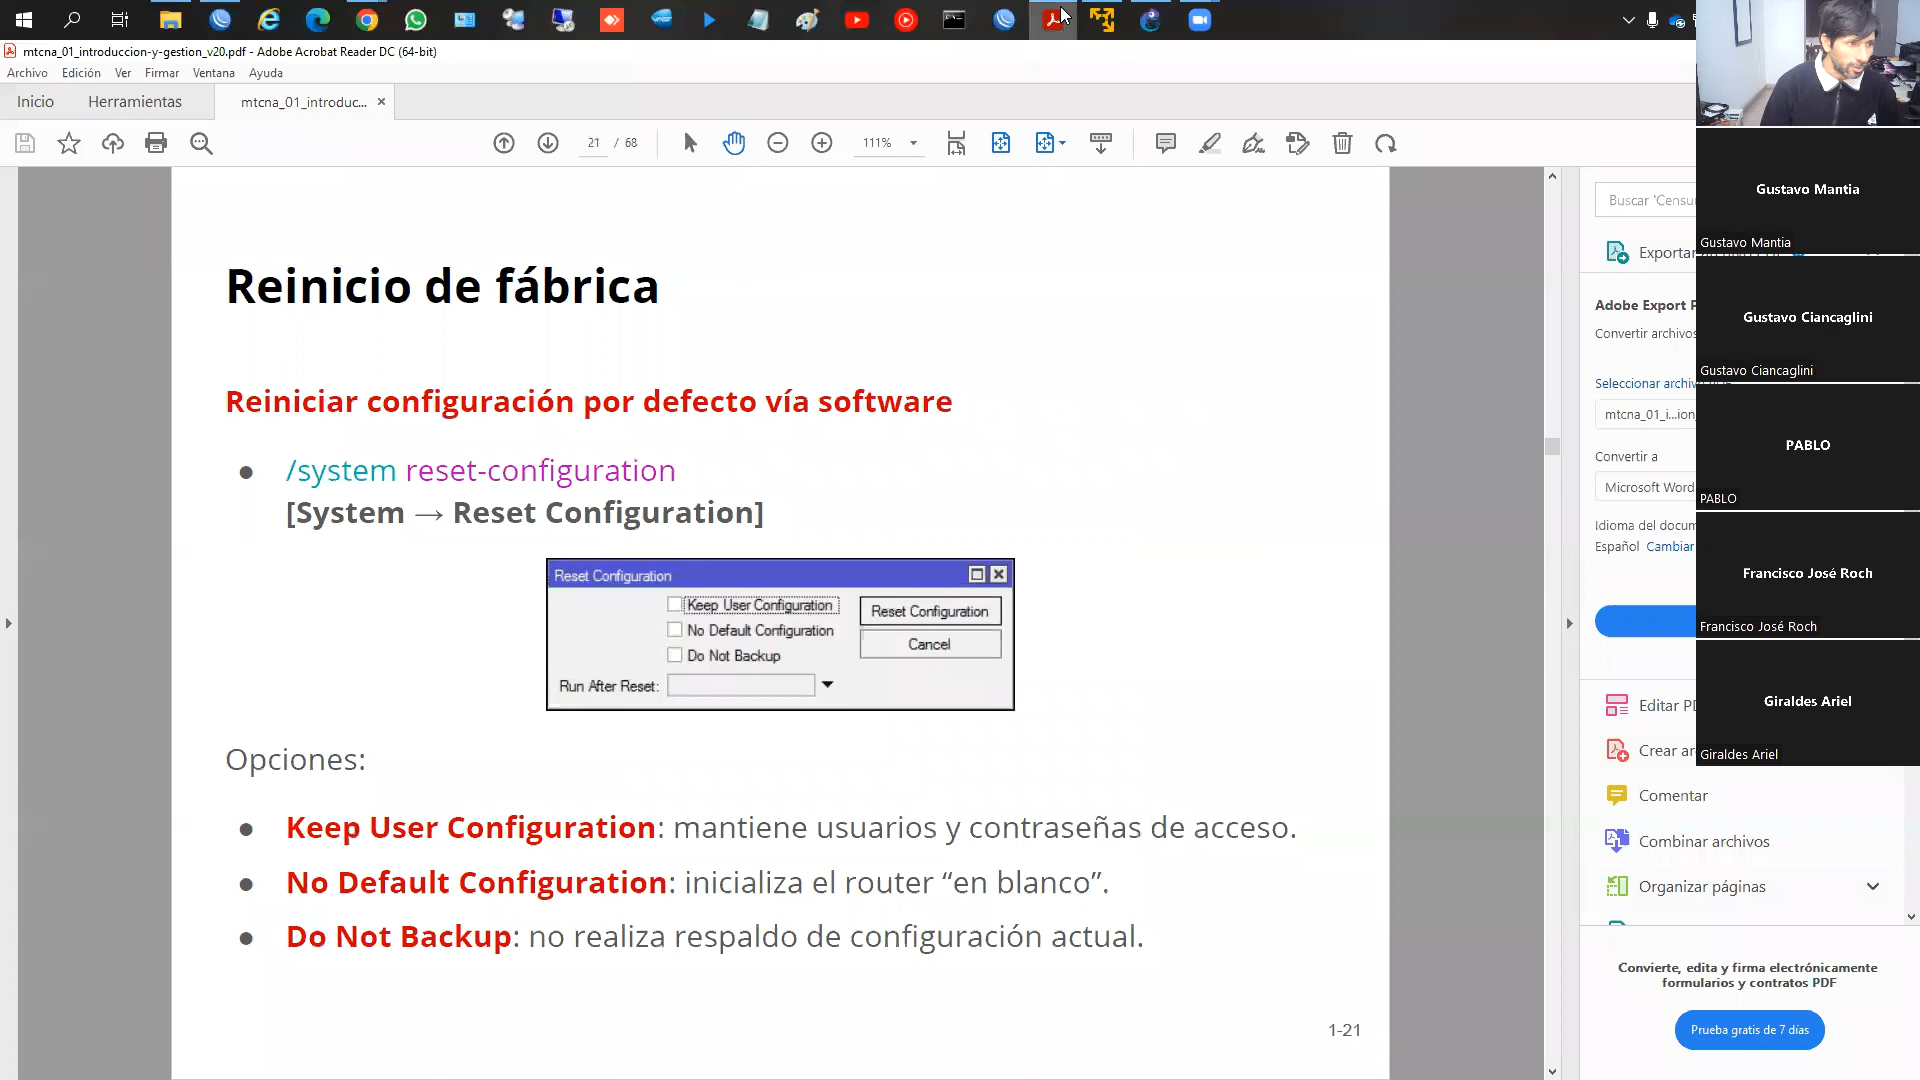 mtcna_01_introduccion-y-gestion_v20.pdf - Adobe Acrobat Reader DC (64-bit)
Archivo Edición Ver Firmar Ventana Ayuda
Inicio Herramientas mtcna_01_introduc... ×
21 / 68 111%
Reinicio de fábrica
Reiniciar configuración por defecto vía software
● /system reset-configuration
[System → Reset Configuration]
Reset Configuration
Keep User Configuration
No Default Configuration
Do Not Backup
Run After Reset:
Reset Configuration
Cancel
Opciones:
● Keep User Configuration: mantiene usuarios y contraseñas de acceso.
● No Default Configuration: inicializa el router “en blanco”.
● Do Not Backup: no realiza respaldo de configuración actual.
1-21
Buscar 'Censu
Exportar
Adobe Export P
Convertir archivos
Seleccionar archiv
mtcna_01_i...ion
Convertir a
Microsoft Word
Idioma del docum
Español Cambiar
Editar PD
Crear ar
Comentar
Combinar archivos
Organizar páginas
Convierte, edita y firma electrónicamente
formularios y contratos PDF
Prueba gratis de 7 días
Gustavo Mantia
Gustavo Mantia
Gustavo Ciancaglini
Gustavo Ciancaglini
PABLO
PABLO
Francisco José Roch
Francisco José Roch
Giraldes Ariel
Giraldes Ariel